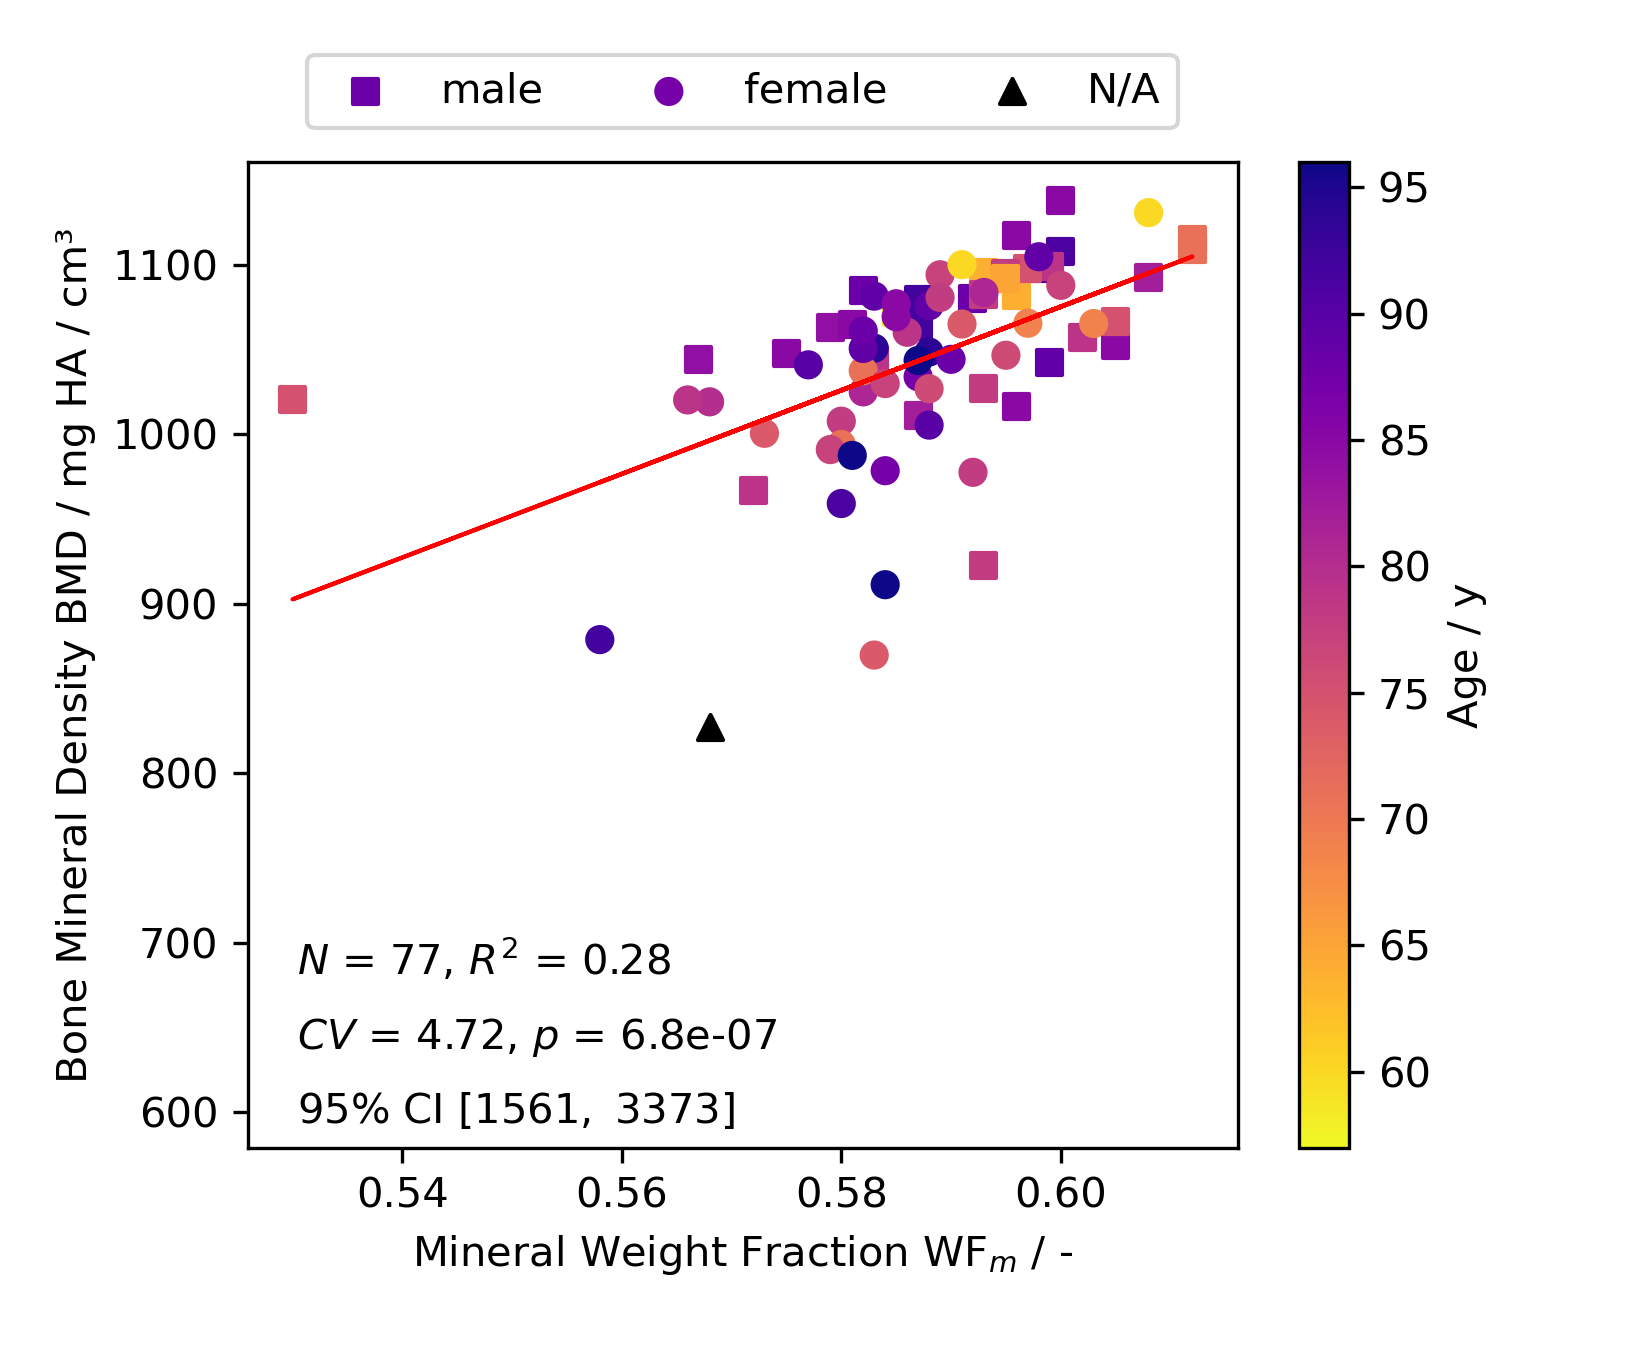 male female N/A
Bone Mineral Density BMD / mg HA / cm³
1100
1000
900
800
700
600
N = 77, R² = 0.28
CV = 4.72, p = 6.8e-07
95% CI [1561, 3373]
0.54 0.56 0.58 0.60
Mineral Weight Fraction WFₘ / -
95
90
85
80
75
70
65
60
Age / y